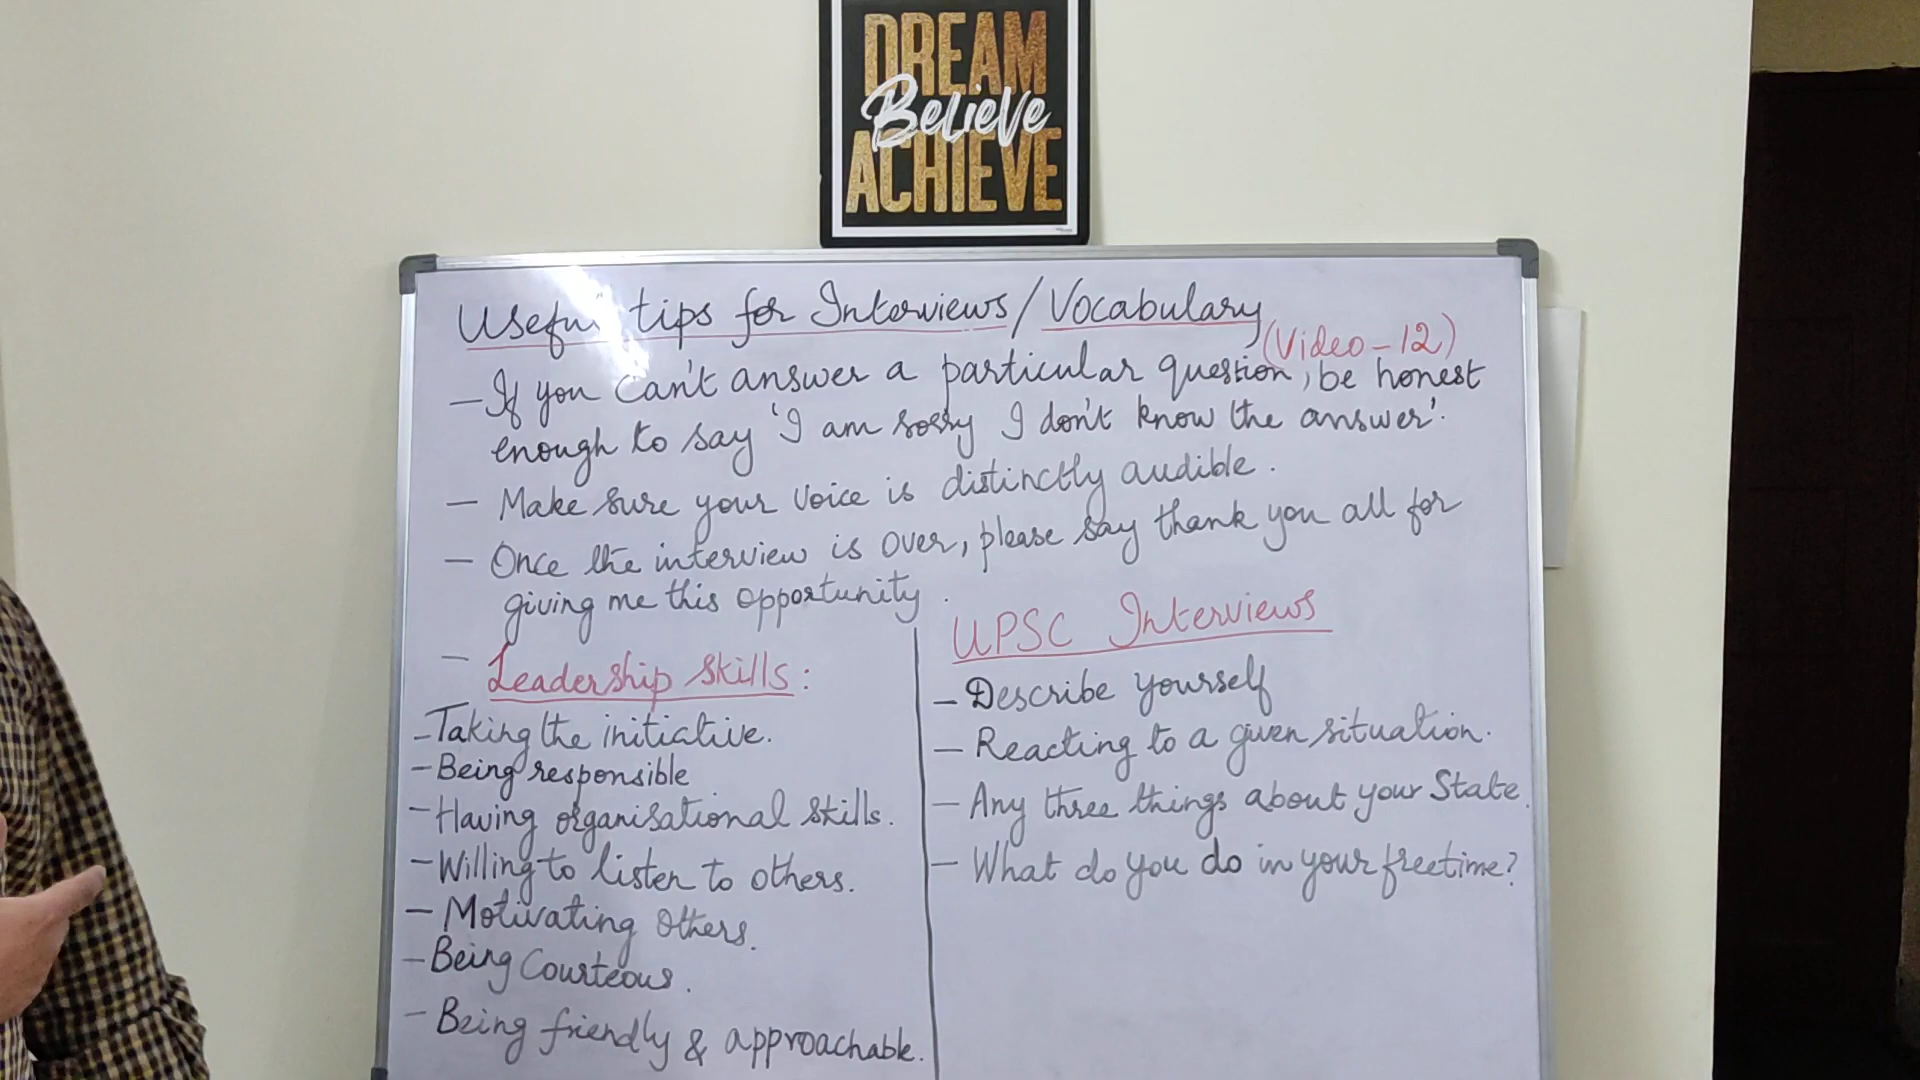 DREAM
Believe
ACHIEVE
Useful tips for Interviews/Vocabulary
(Video-12)
- If you can't answer a particular question, be honest
enough to say 'I am sorry I don't know the answer'.
- Make sure your voice is distinctly audible.
- Once the interview is over, please say thank you all for
giving me this opportunity.
- Leadership skills:
- Taking the initiative.
- Being responsible
- Having organisational skills.
- Willing to listen to others.
- Motivating others.
- Being Courteous.
- Being friendly & approachable.
UPSC Interviews
- Describe yourself
- Reacting to a given situation.
- Any three things about your State.
- What do you do in your freetime?